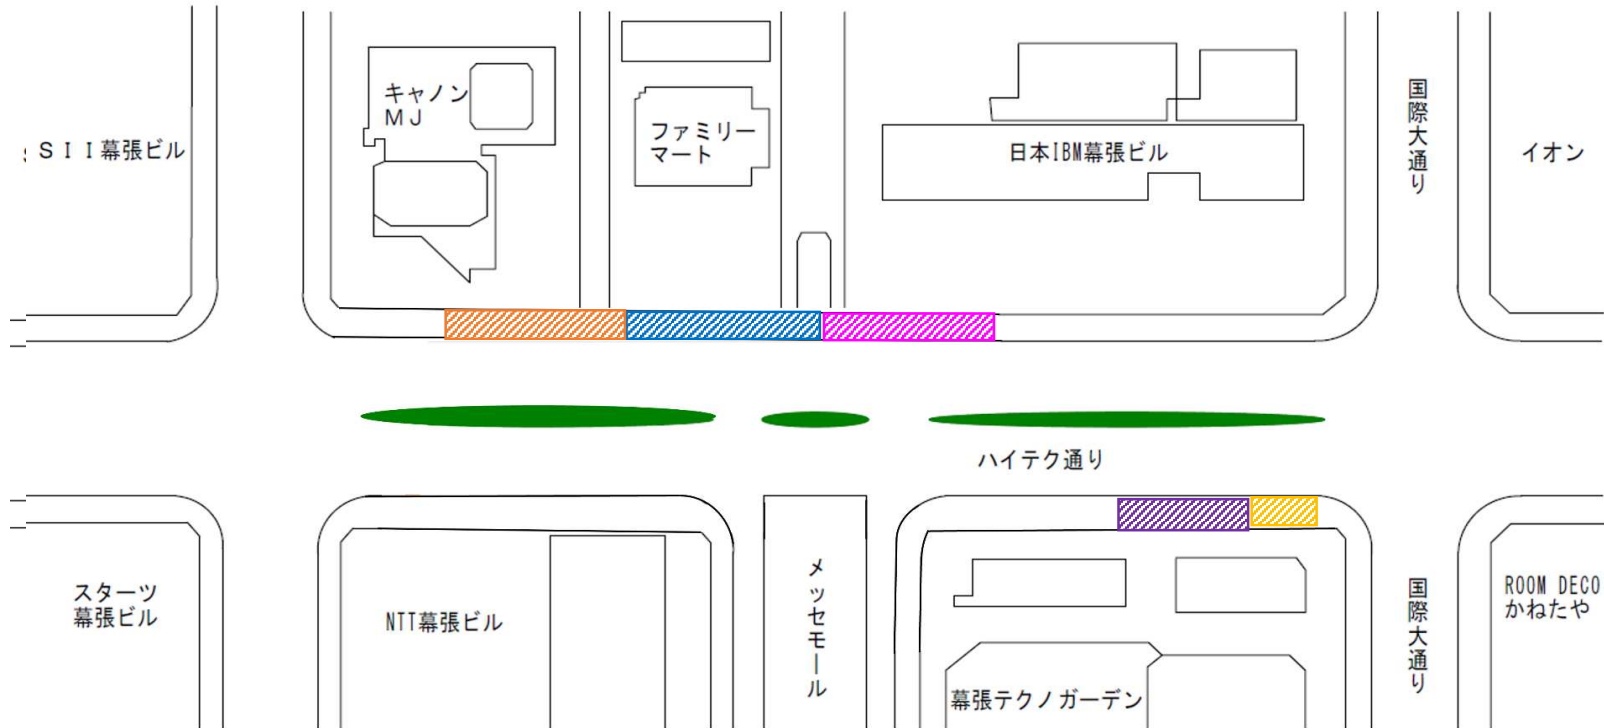 キャノン
ＭＪ
ＳＩＩ幕張ビル
ファミリー
マート
日本IBM幕張ビル
国際大通り
イオン
ハイテク通り
スターツ
幕張ビル
NTT幕張ビル
メッセモール
幕張テクノガーデン
国際大通り
ROOM DECO
かねたや